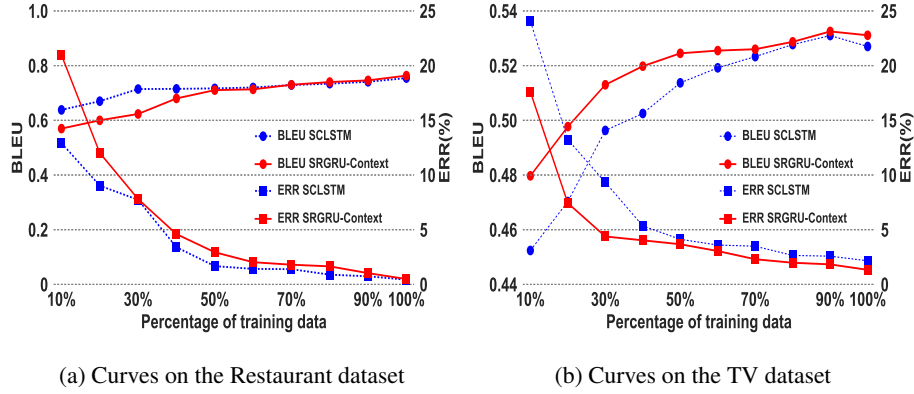 1.0
0.8
0.6
0.4
0.2
0
BLEU
25
20
15
10
5
0
ERR(%)
BLEU SCLSTM
BLEU SRGRU-Context
ERR SCLSTM
ERR SRGRU-Context
10% 30% 50% 70% 90% 100%
Percentage of training data
(a) Curves on the Restaurant dataset
0.54
0.52
0.50
0.48
0.46
0.44
BLEU
25
20
15
10
5
0
ERR(%)
BLEU SCLSTM
BLEU SRGRU-Context
ERR SCLSTM
ERR SRGRU-Context
10% 30% 50% 70% 90% 100%
Percentage of training data
(b) Curves on the TV dataset